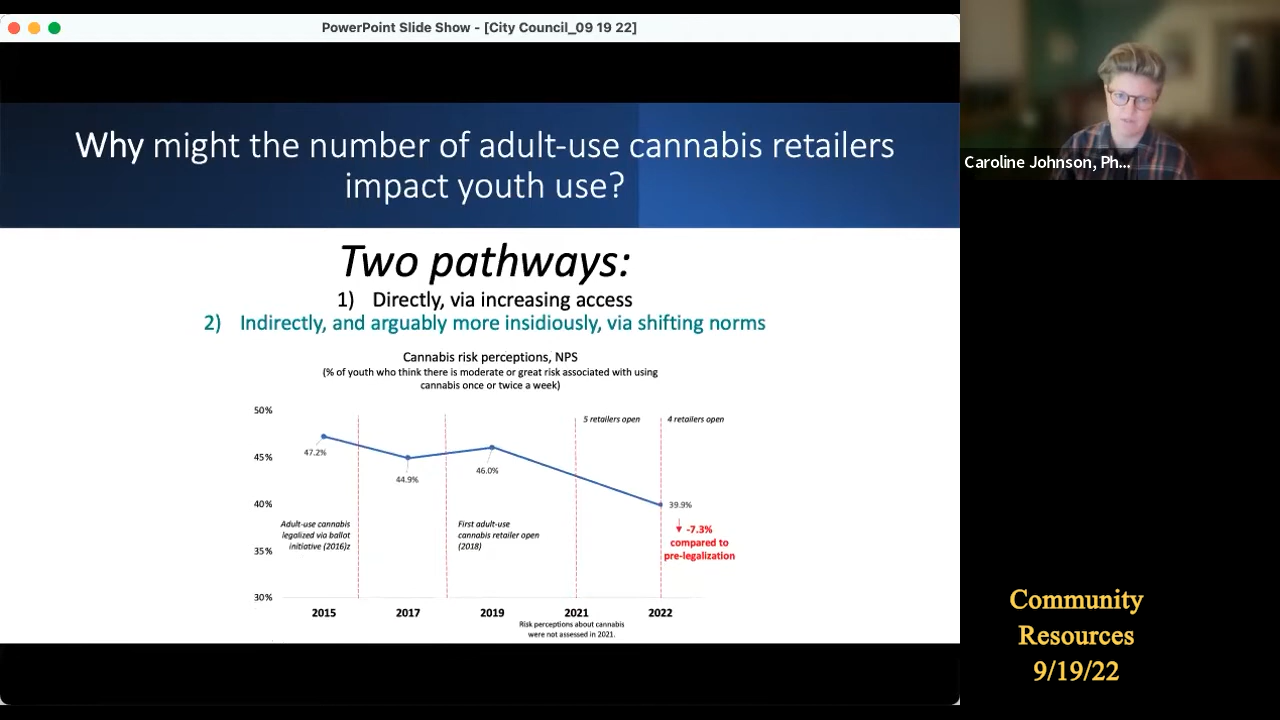 PowerPoint Slide Show - [City Council_09 19 22]
Why might the number of adult-use cannabis retailers
impact youth use?
Two pathways:
1) Directly, via increasing access
2) Indirectly, and arguably more insidiously, via shifting norms
Cannabis risk perceptions, NPS
(% of youth who think there is moderate or great risk associated with using
cannabis once or twice a week)
50%
45%
40%
35%
30%
47.2%
44.9%
46.0%
39.9%
5 retailers open
4 retailers open
Adult-use cannabis
legalized via ballot
initiative (2016)z
First adult-use
cannabis retailer open
(2018)
-7.3%
compared to
pre-legalization
2015
2017
2019
2021
2022
Risk perceptions about cannabis
were not assessed in 2021.
Caroline Johnson, Ph...
Community
Resources
9/19/22